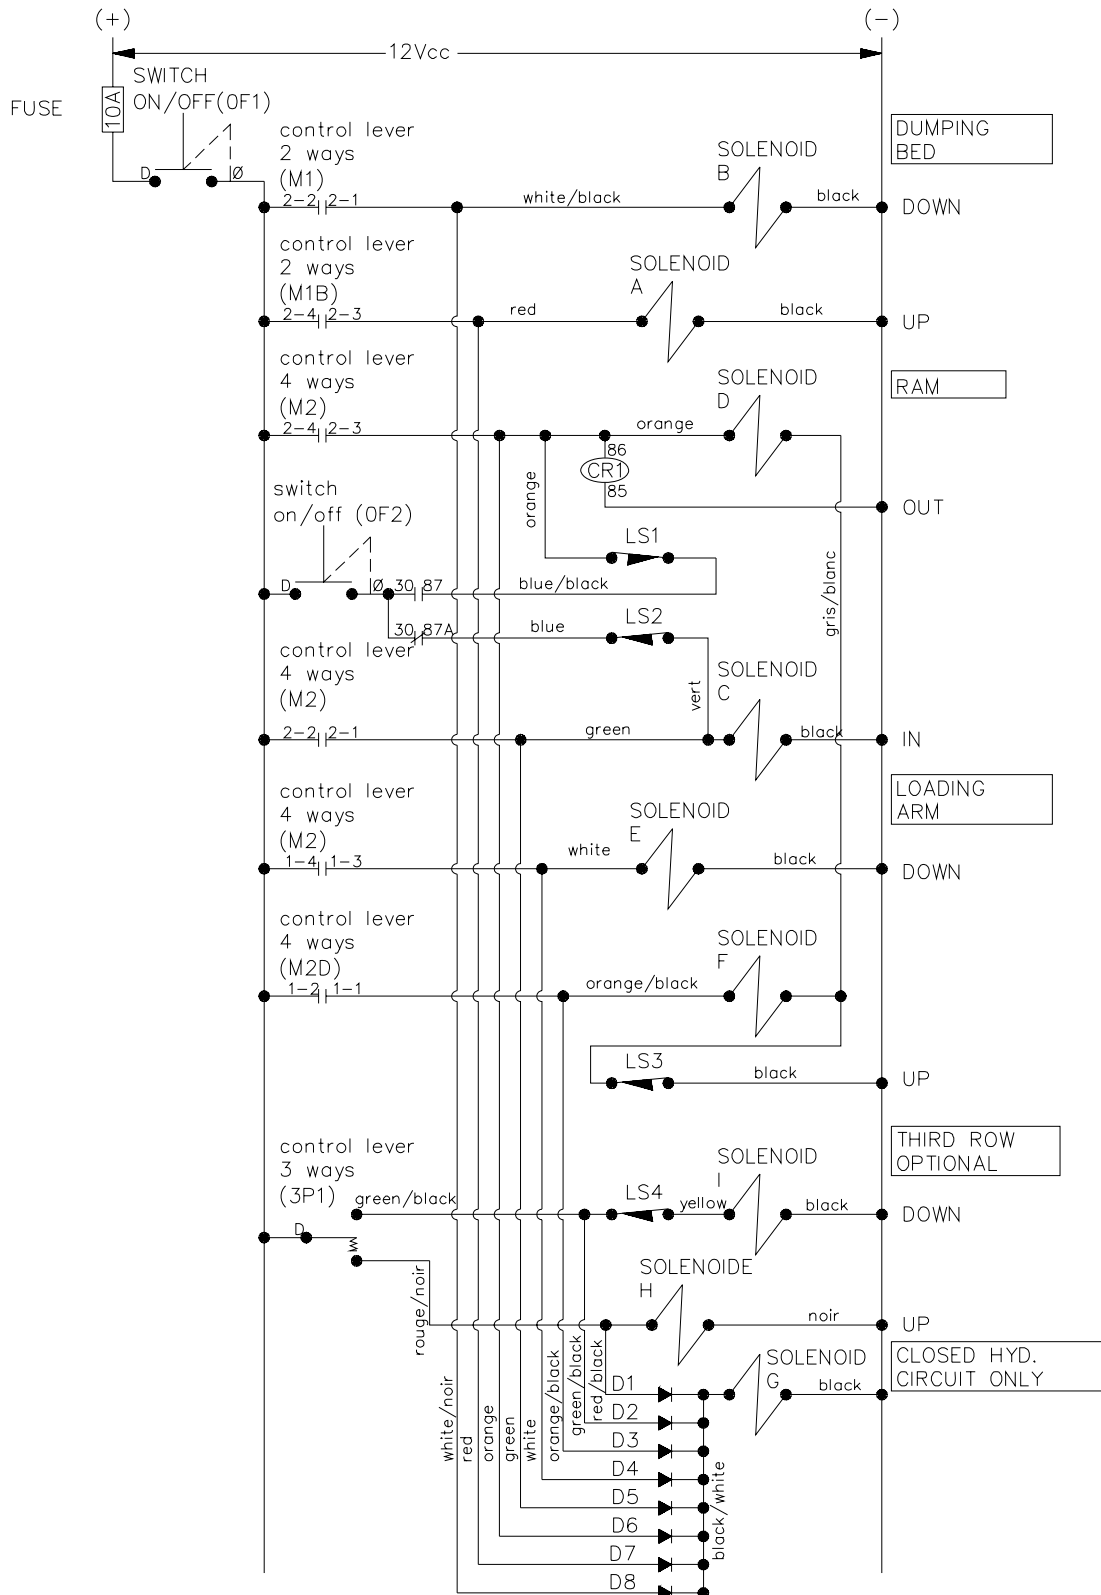 (+)
(-)
12Vcc
SWITCH
ON/OFF(OF1)
FUSE
10A
D
Ø
DUMPING
BED
control lever
2 ways
(M1)
2-2
2-1
white/black
SOLENOID
B
black
DOWN
control lever
2 ways
(M1B)
2-4
2-3
red
SOLENOID
A
black
UP
control lever
4 ways
(M2)
2-4
2-3
orange
SOLENOID
D
RAM
86
CR1
85
orange
OUT
switch
on/off (OF2)
D
Ø
30
87
blue/black
LS1
gris/blanc
30
87A
blue
LS2
vert
control lever
4 ways
(M2)
2-2
2-1
green
SOLENOID
C
black
IN
LOADING
ARM
control lever
4 ways
(M2)
1-4
1-3
white
SOLENOID
E
black
DOWN
control lever
4 ways
(M2D)
1-2
1-1
orange/black
SOLENOID
F
LS3
black
UP
THIRD ROW
OPTIONAL
control lever
3 ways
(3P1)
D
green/black
LS4
yellow
SOLENOID
I
black
DOWN
rouge/noir
SOLENOIDE
H
noir
UP
CLOSED HYD.
CIRCUIT ONLY
SOLENOID
G
black
white/noir
red
orange
green
white
orange/black
green/black
red/black
D1
D2
D3
D4
D5
D6
D7
D8
black/white